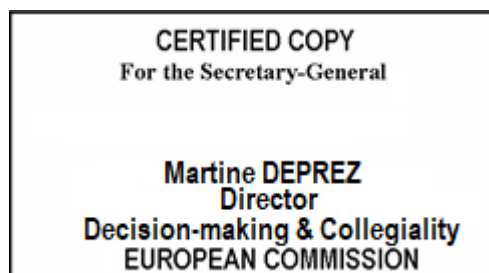 CERTIFIED COPY
For the Secretary-General
Martine DEPREZ
Director
Decision-making & Collegiality
EUROPEAN COMMISSION